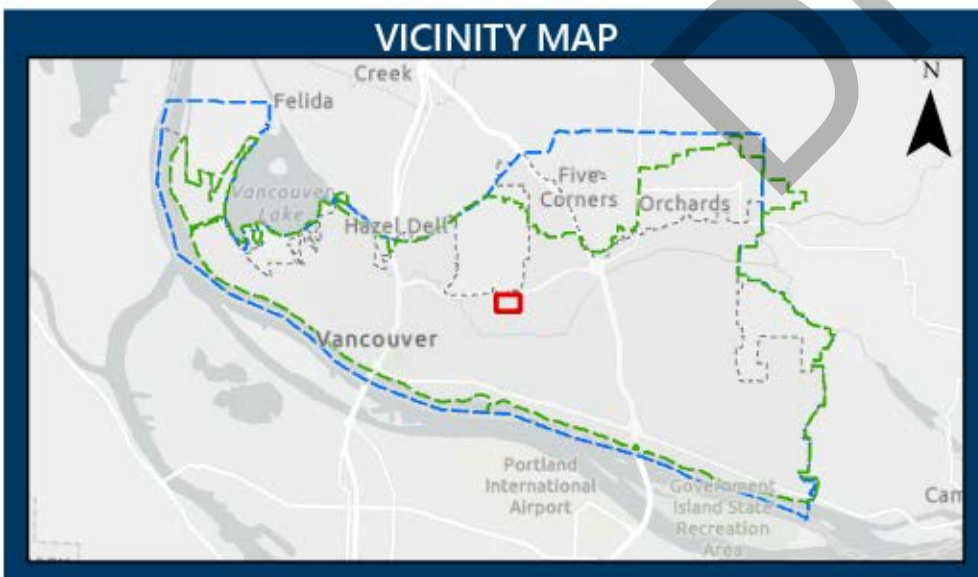 VICINITY MAP
Creek
N
Felida
Vancouver
Lake
Five
Corners
Orchards
Hazel Dell
Vancouver
Portland
International
Airport
Government
Island State
Recreation
Area
Cam